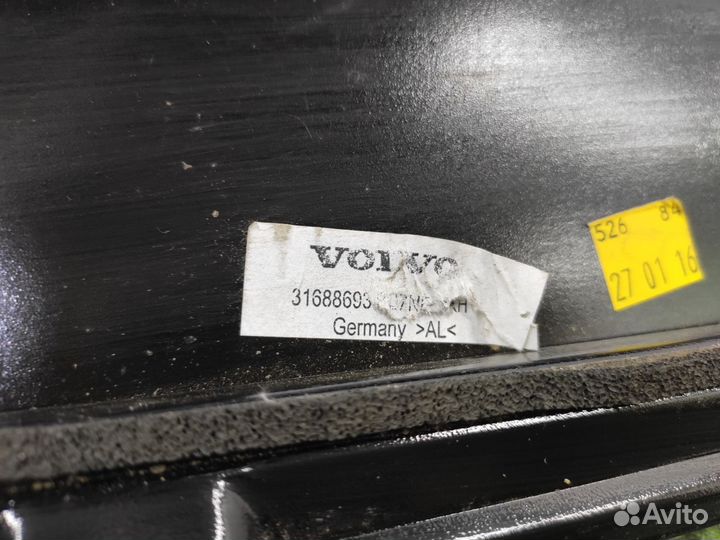 VOLVO
31688693
Germany >AL<
526 84
27 01 16
Avito